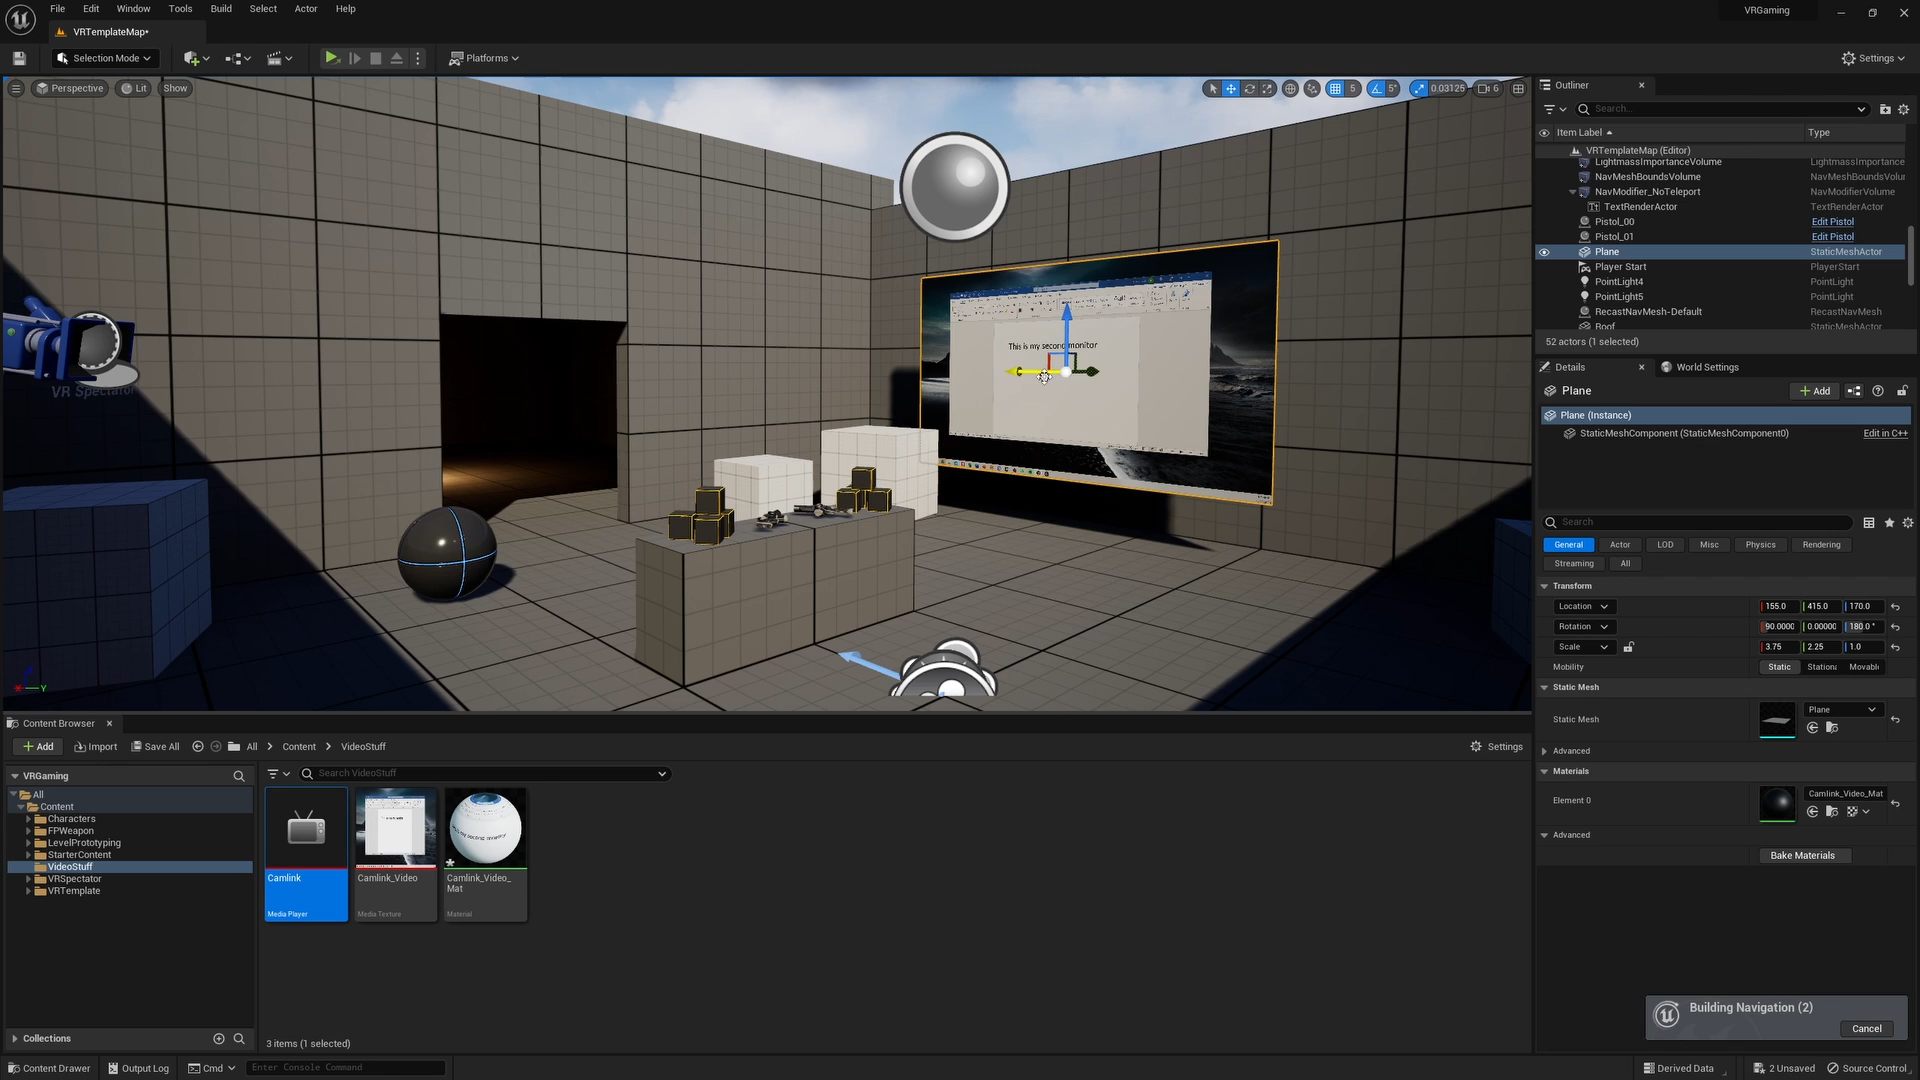 File Edit Window Tools Build Select Actor Help
VRGaming
VRTemplateMap•
Selection Mode
Platforms
Settings
Perspective Lit Show
5 5° 0.03125 6
VR Spectator
This is my second monitor
Y
Outliner
Search...
Item Label Type
VRTemplateMap (Editor)
LightmassImportanceVolume LightmassImportance
NavMeshBoundsVolume NavMeshBoundsVolur
NavModifier_NoTeleport NavModifierVolume
TextRenderActor TextRenderActor
Pistol_00 Edit Pistol
Pistol_01 Edit Pistol
Plane StaticMeshActor
Player Start PlayerStart
PointLight4 PointLight
PointLight5 PointLight
RecastNavMesh-Default RecastNavMesh
Roof StaticMeshActor
52 actors (1 selected)
Details World Settings
Plane
+ Add
Plane (Instance)
StaticMeshComponent (StaticMeshComponent0) Edit in C++
Search
General Actor LOD Misc Physics Rendering
Streaming All
Transform
Location 155.0 415.0 170.0
Rotation 90.0000 0.00000 180.0 °
Scale 3.75 2.25 1.0
Mobility Static Station Movabl
Static Mesh
Static Mesh Plane
Advanced
Materials
Element 0 Camlink_Video_Mat
Advanced
Bake Materials
Building Navigation (2)
Cancel
Content Browser
+ Add Import Save All All > Content > VideoStuff Settings
VRGaming
Search VideoStuff
All
Content
Characters
FPWeapon
LevelPrototyping
StarterContent
VideoStuff
VRSpectator
VRTemplate
Camlink
Media Player
Camlink_Video
Media Texture
Camlink_Video_
Mat
Material
Collections
3 items (1 selected)
Content Drawer Output Log Cmd Enter Console Command
Derived Data 2 Unsaved Source Control